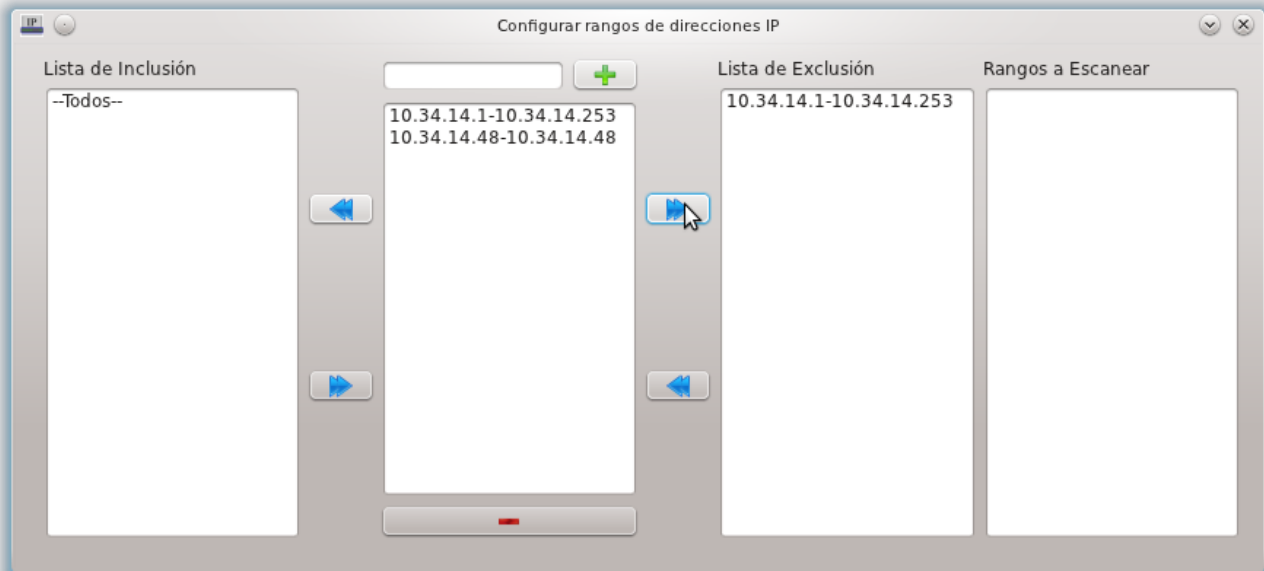 IP
Configurar rangos de direcciones IP
Lista de Inclusión
--Todos--
10.34.14.1-10.34.14.253
10.34.14.48-10.34.14.48
Lista de Exclusión
10.34.14.1-10.34.14.253
Rangos a Escanear